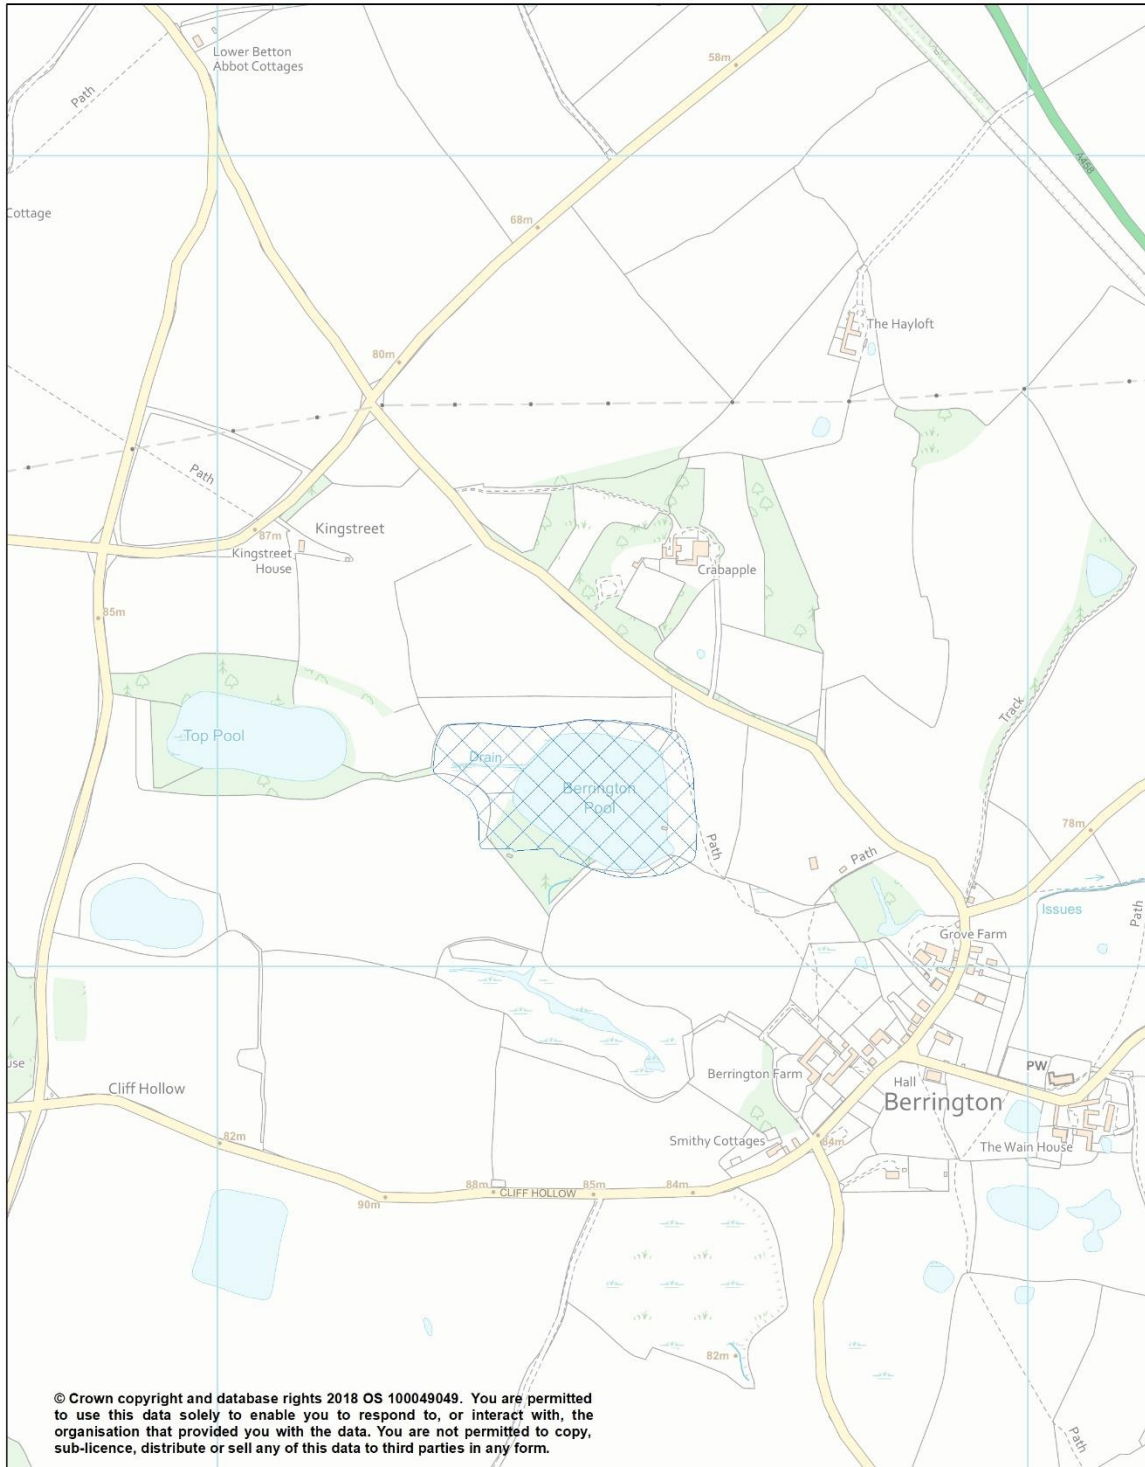 Lower Betton
Abbot Cottages
58m
Path
A458
Cottage
68m
The Hayloft
80m
Path
87m
Kingstreet
Kingstreet
House
Crabapple
85m
Track
Top Pool
Drain
Berrington
Pool
78m
Path
Path
Issues
Path
Grove Farm
use
PW
Berrington Farm
Hall
Cliff Hollow
Berrington
82m
Smithy Cottages
84m
The Wain House
88m
CLIFF HOLLOW
85m
84m
90m
82m
Path
© Crown copyright and database rights 2018 OS 100049049. You are permitted
to use this data solely to enable you to respond to, or interact with, the
organisation that provided you with the data. You are not permitted to copy,
sub-licence, distribute or sell any of this data to third parties in any form.